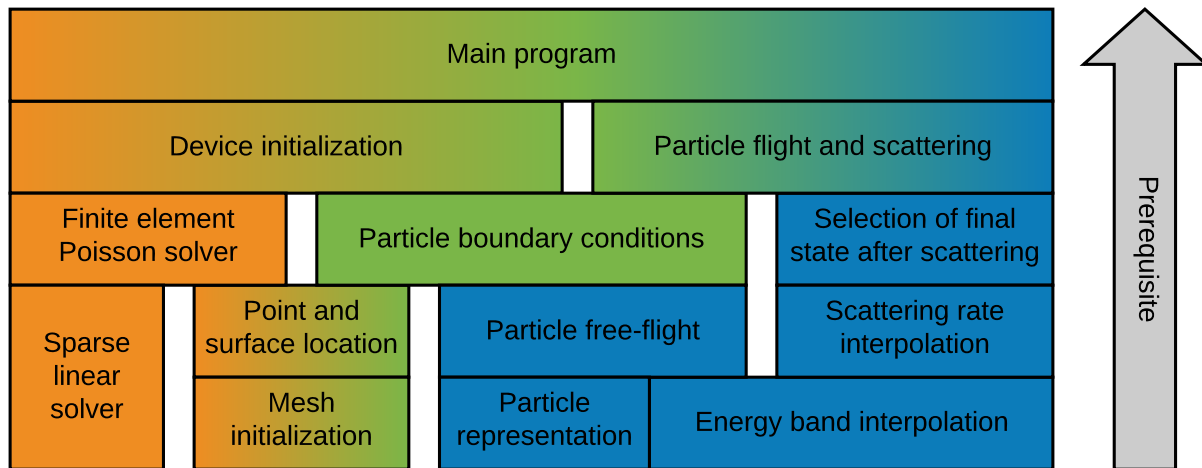 Main program
Device initialization
Particle flight and scattering
Finite element
Poisson solver
Particle boundary conditions
Selection of final
state after scattering
Sparse
linear
solver
Point and
surface location
Particle free-flight
Scattering rate
interpolation
Mesh
initialization
Particle
representation
Energy band interpolation
Prerequisite